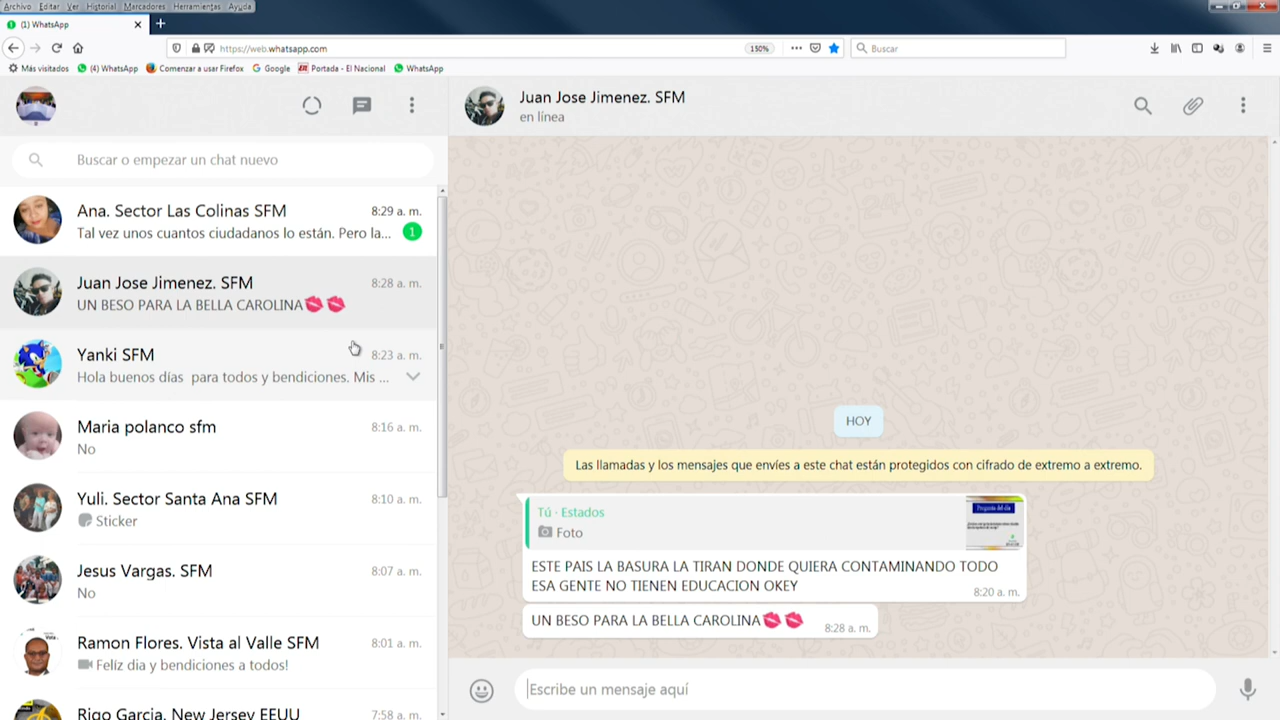 Archivo Editar Ver Historial Marcadores Herramientas Ayuda
(1) WhatsApp
https://web.whatsapp.com
150%
Buscar
Más visitados (4) WhatsApp Comenzar a usar Firefox Google Portada - El Nacional WhatsApp
Juan Jose Jimenez. SFM
en línea
Buscar o empezar un chat nuevo
Ana. Sector Las Colinas SFM 8:29 a. m.
Tal vez unos cuantos ciudadanos lo están. Pero la... 1
Juan Jose Jimenez. SFM 8:28 a. m.
UN BESO PARA LA BELLA CAROLINA💋💋
Yanki SFM 8:23 a. m.
Hola buenos días para todos y bendiciones. Mis ...
Maria polanco sfm 8:16 a. m.
No
Yuli. Sector Santa Ana SFM 8:10 a. m.
Sticker
Jesus Vargas. SFM 8:07 a. m.
No
Ramon Flores. Vista al Valle SFM 8:01 a. m.
Felíz dia y bendiciones a todos!
Rigo Garcia. New Jersey EEUU 7:58 a. m.
HOY
Las llamadas y los mensajes que envíes a este chat están protegidos con cifrado de extremo a extremo.
Tú · Estados
Foto
Pregunta del día
ESTE PAIS LA BASURA LA TIRAN DONDE QUIERA CONTAMINANDO TODO
ESA GENTE NO TIENEN EDUCACION OKEY
8:20 a. m.
UN BESO PARA LA BELLA CAROLINA💋💋 8:28 a. m.
Escribe un mensaje aquí